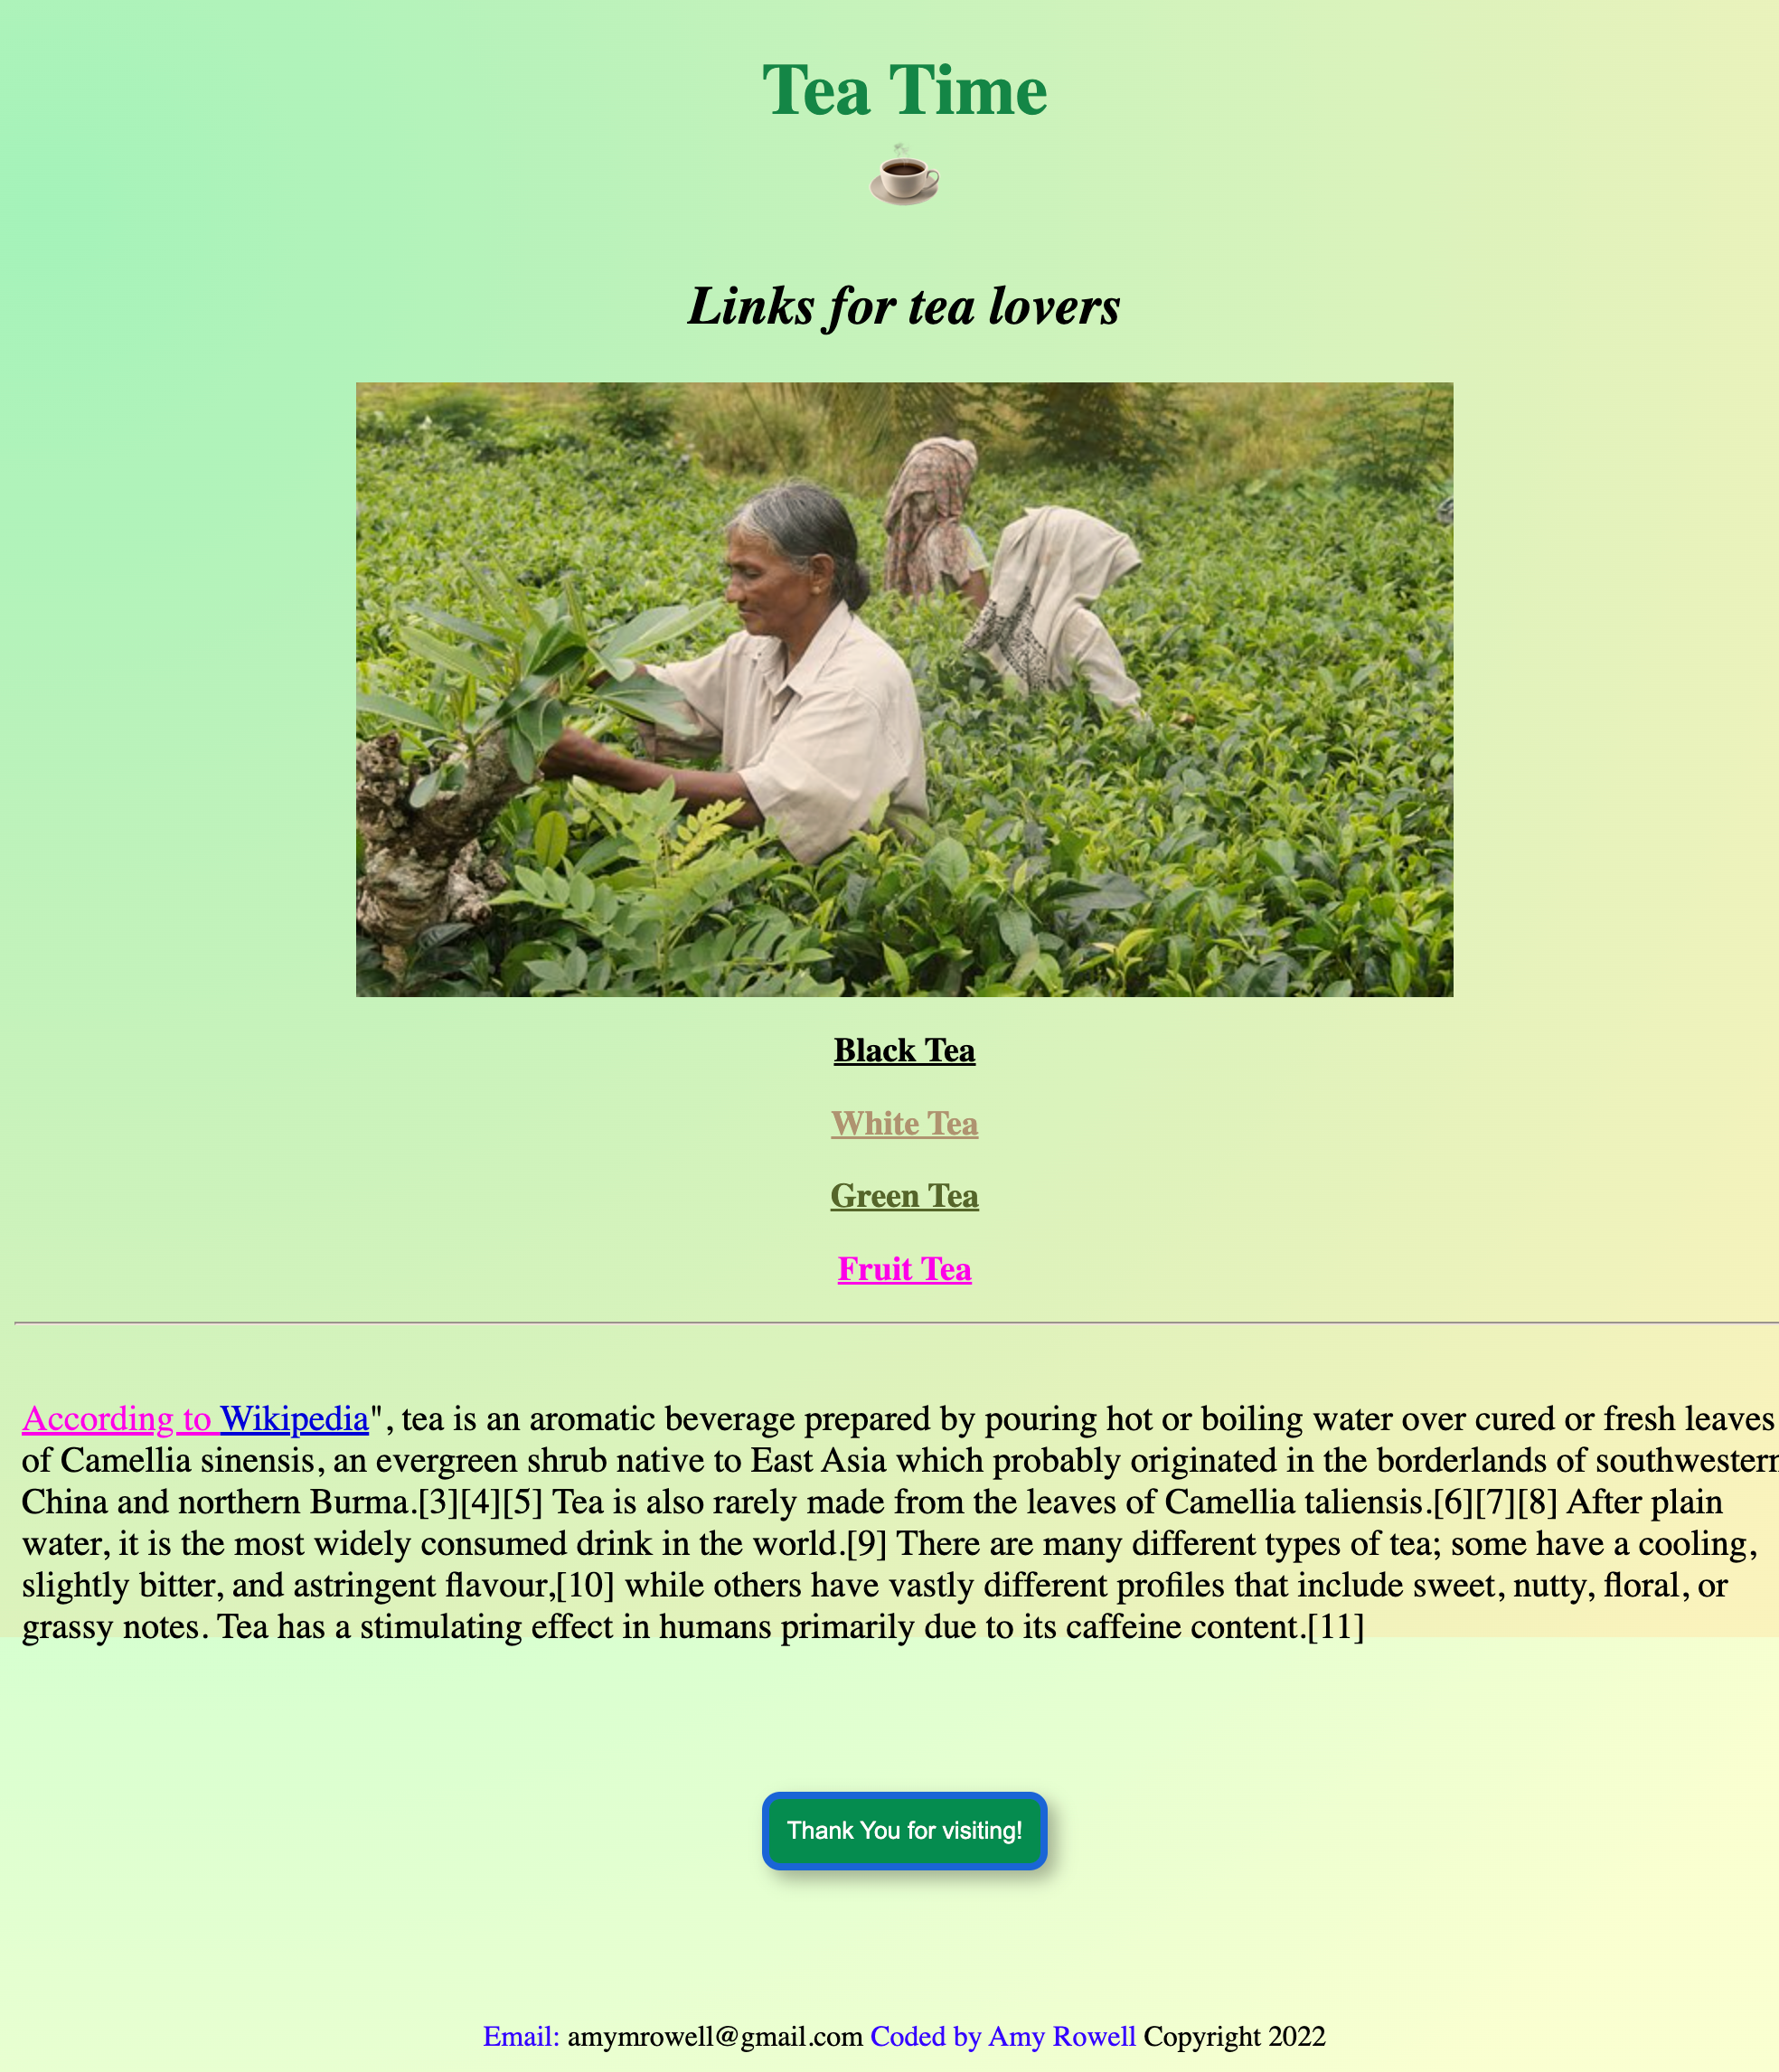 Tea Time
Links for tea lovers
Black Tea
White Tea
Green Tea
Fruit Tea
According to Wikipedia", tea is an aromatic beverage prepared by pouring hot or boiling water over cured or fresh leaves
of Camellia sinensis, an evergreen shrub native to East Asia which probably originated in the borderlands of southwestern
China and northern Burma.[3][4][5] Tea is also rarely made from the leaves of Camellia taliensis.[6][7][8] After plain
water, it is the most widely consumed drink in the world.[9] There are many different types of tea; some have a cooling,
slightly bitter, and astringent flavour,[10] while others have vastly different profiles that include sweet, nutty, floral, or
grassy notes. Tea has a stimulating effect in humans primarily due to its caffeine content.[11]
Thank You for visiting!
Email: amymrowell@gmail.com Coded by Amy Rowell Copyright 2022